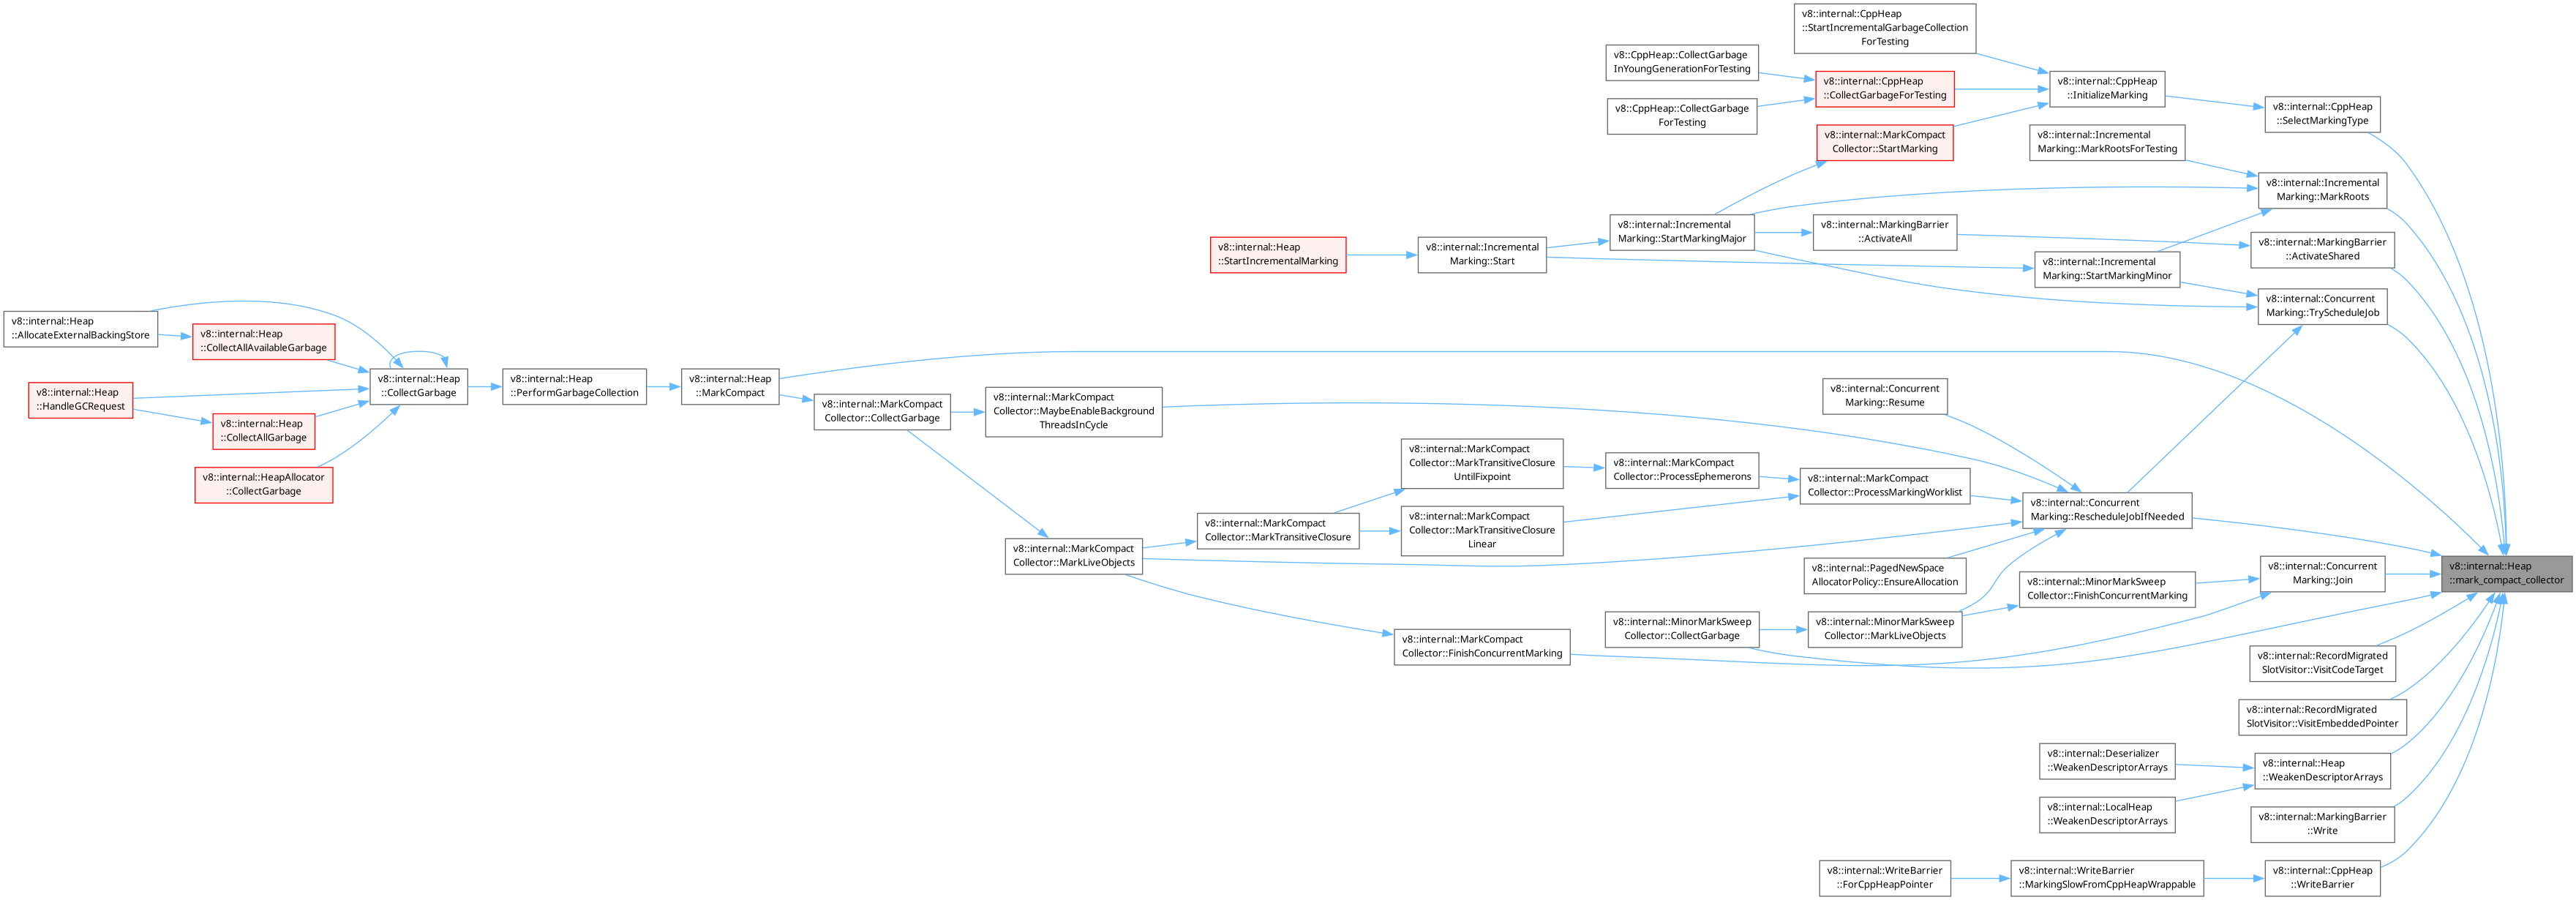 v8::internal::CppHeap
::StartIncrementalGarbageCollection
ForTesting
v8::CppHeap::CollectGarbage
InYoungGenerationForTesting
v8::internal::CppHeap
::CollectGarbageForTesting
v8::internal::CppHeap
::InitializeMarking
v8::internal::CppHeap
::SelectMarkingType
v8::CppHeap::CollectGarbage
ForTesting
v8::internal::MarkCompact
Collector::StartMarking
v8::internal::Incremental
Marking::MarkRootsForTesting
v8::internal::Incremental
Marking::MarkRoots
v8::internal::Heap
::StartIncrementalMarking
v8::internal::Incremental
Marking::Start
v8::internal::Incremental
Marking::StartMarkingMajor
v8::internal::MarkingBarrier
::ActivateAll
v8::internal::MarkingBarrier
::ActivateShared
v8::internal::Incremental
Marking::StartMarkingMinor
v8::internal::Concurrent
Marking::TryScheduleJob
v8::internal::Heap
::AllocateExternalBackingStore
v8::internal::Heap
::CollectAllAvailableGarbage
v8::internal::Heap
::HandleGCRequest
v8::internal::Heap
::CollectAllGarbage
v8::internal::HeapAllocator
::CollectGarbage
v8::internal::Heap
::CollectGarbage
v8::internal::Heap
::PerformGarbageCollection
v8::internal::Heap
::MarkCompact
v8::internal::MarkCompact
Collector::CollectGarbage
v8::internal::MarkCompact
Collector::MaybeEnableBackground
ThreadsInCycle
v8::internal::Concurrent
Marking::Resume
v8::internal::MarkCompact
Collector::MarkTransitiveClosure
UntilFixpoint
v8::internal::MarkCompact
Collector::ProcessEphemerons
v8::internal::MarkCompact
Collector::ProcessMarkingWorklist
v8::internal::Concurrent
Marking::RescheduleJobIfNeeded
v8::internal::MarkCompact
Collector::MarkTransitiveClosure
v8::internal::MarkCompact
Collector::MarkTransitiveClosure
Linear
v8::internal::MarkCompact
Collector::MarkLiveObjects
v8::internal::PagedNewSpace
AllocatorPolicy::EnsureAllocation
v8::internal::MinorMarkSweep
Collector::FinishConcurrentMarking
v8::internal::Concurrent
Marking::Join
v8::internal::Heap
::mark_compact_collector
v8::internal::MarkCompact
Collector::FinishConcurrentMarking
v8::internal::MinorMarkSweep
Collector::CollectGarbage
v8::internal::MinorMarkSweep
Collector::MarkLiveObjects
v8::internal::RecordMigrated
SlotVisitor::VisitCodeTarget
v8::internal::RecordMigrated
SlotVisitor::VisitEmbeddedPointer
v8::internal::Deserializer
::WeakenDescriptorArrays
v8::internal::Heap
::WeakenDescriptorArrays
v8::internal::LocalHeap
::WeakenDescriptorArrays
v8::internal::MarkingBarrier
::Write
v8::internal::WriteBarrier
::ForCppHeapPointer
v8::internal::WriteBarrier
::MarkingSlowFromCppHeapWrappable
v8::internal::CppHeap
::WriteBarrier